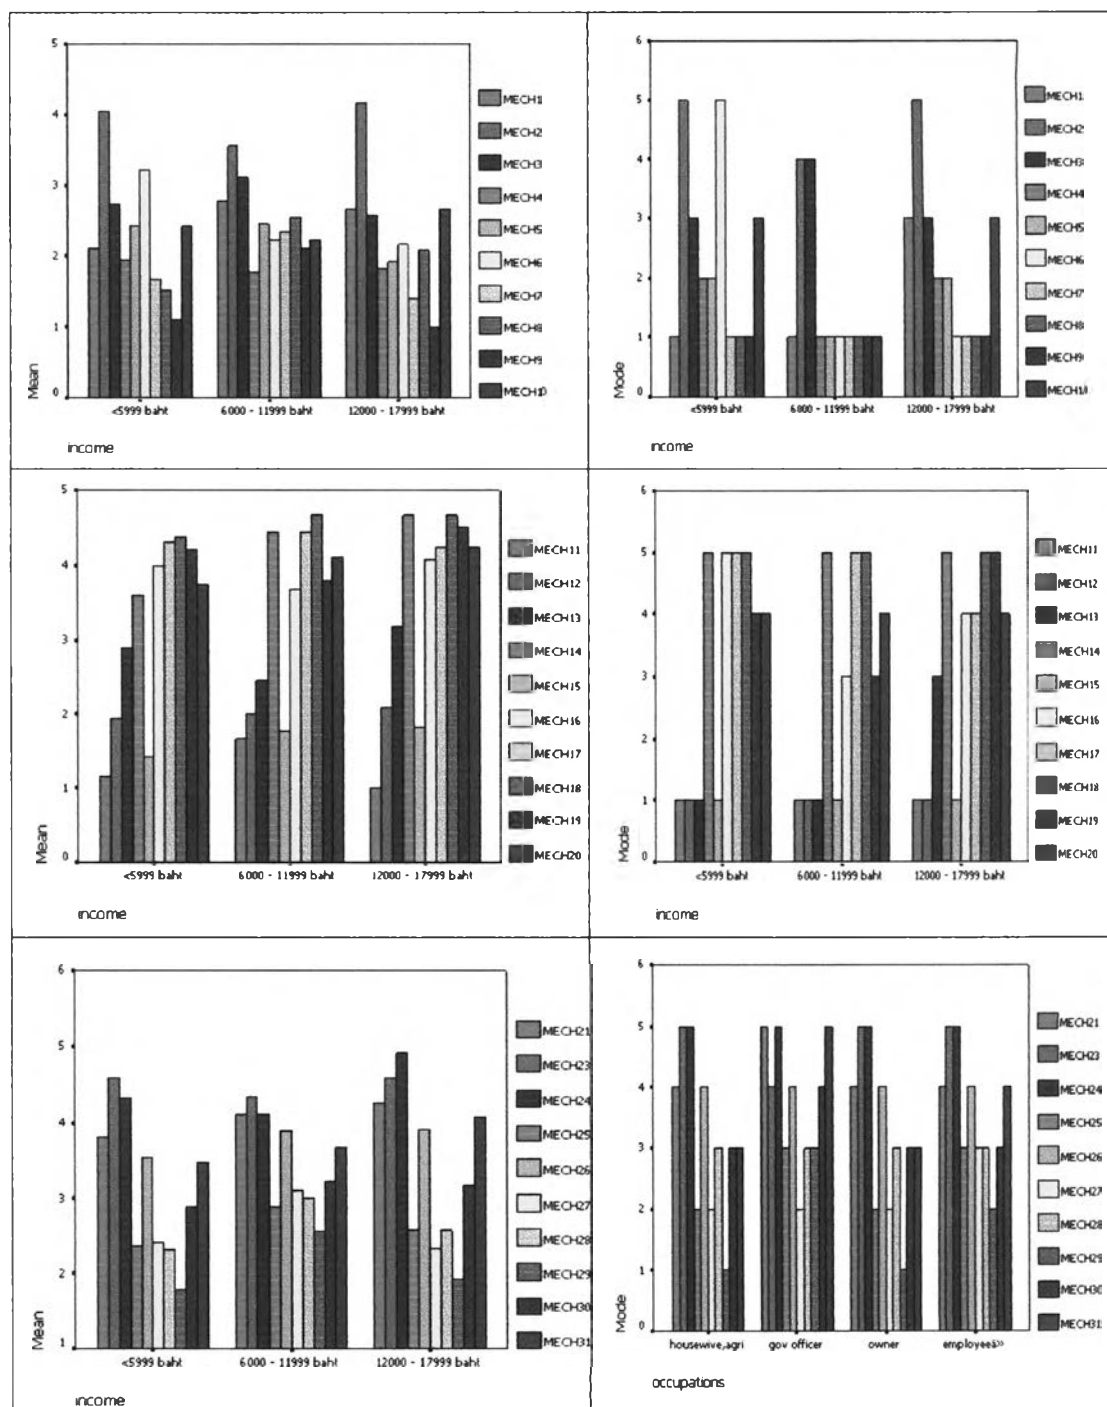 5
4
3
2
1
0
Mean
<5999 baht
6000 - 11999 baht
12000 - 17999 baht
income
MECH1
MECH2
MECH3
MECH4
MECH5
MECH6
MECH7
MECH8
MECH9
MECH10
6
5
4
3
2
1
0
Mode
<5999 baht
6000 - 11999 baht
12000 - 17999 baht
income
MECH1
MECH2
MECH3
MECH4
MECH5
MECH6
MECH7
MECH8
MECH9
MECH10
5
4
3
2
1
0
Mean
<5999 baht
6000 - 11999 baht
12000 - 17999 baht
income
MECH11
MECH12
MECH13
MECH14
MECH15
MECH16
MECH17
MECH18
MECH19
MECH20
6
5
4
3
2
1
0
Mode
<5999 baht
6000 - 11999 baht
12000 - 17999 baht
income
MECH11
MECH12
MECH13
MECH14
MECH15
MECH16
MECH17
MECH18
MECH19
MECH20
6
5
4
3
2
1
Mean
<5999 baht
6000 - 11999 baht
12000 - 17999 baht
income
MECH21
MECH23
MECH24
MECH25
MECH26
MECH27
MECH28
MECH29
MECH30
MECH31
6
5
4
3
2
1
0
Mode
housewive,agri
gov officer
owner
employeeà»
occupations
MECH21
MECH23
MECH24
MECH25
MECH26
MECH27
MECH28
MECH29
MECH30
MECH31